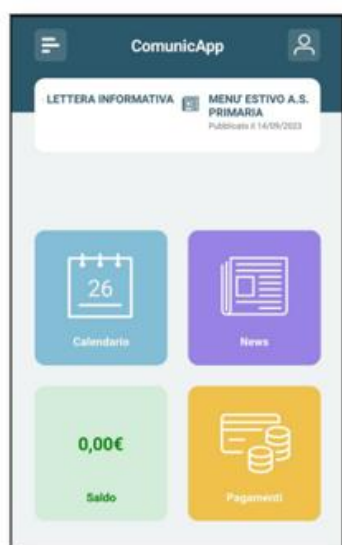 ComunicApp
LETTERA INFORMATIVA
MENU' ESTIVO A.S.
PRIMARIA
Pubblicato il 14/09/2023
26
Calendario
News
0,00€
Saldo
Pagamenti